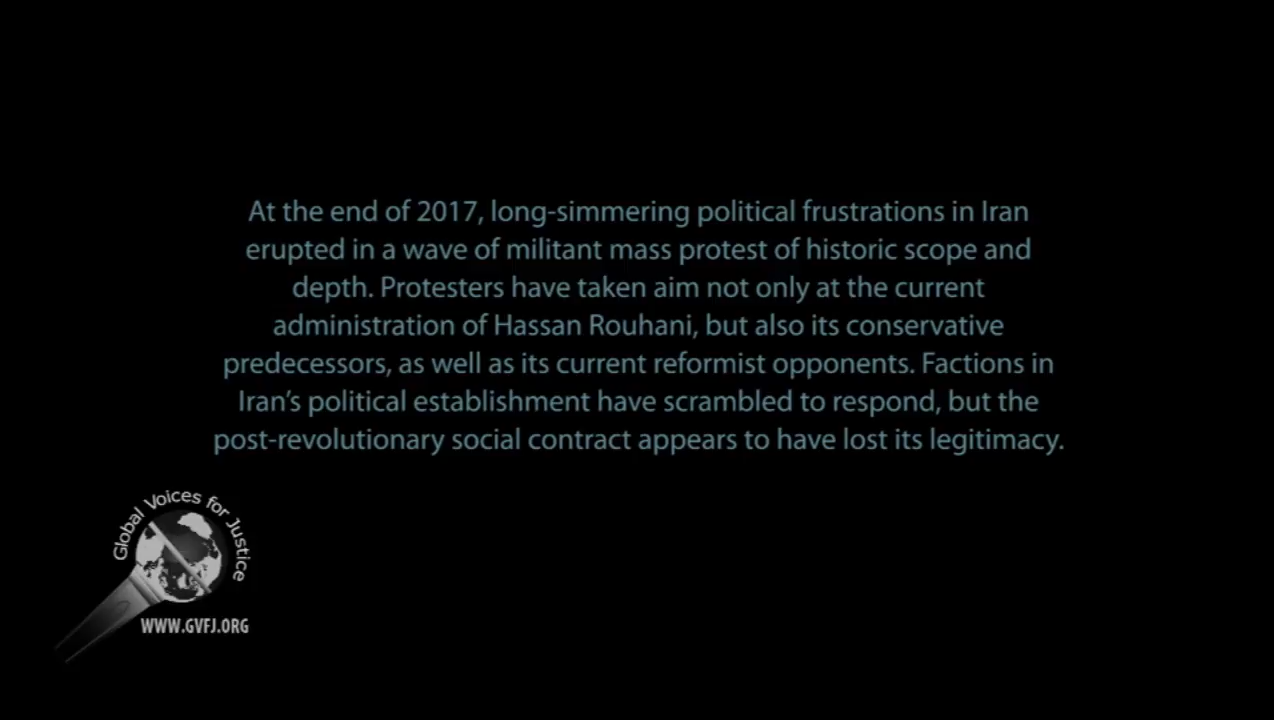 At the end of 2017, long-simmering political frustrations in Iran
erupted in a wave of militant mass protest of historic scope and
depth. Protesters have taken aim not only at the current
administration of Hassan Rouhani, but also its conservative
predecessors, as well as its current reformist opponents. Factions in
Iran’s political establishment have scrambled to respond, but the
post-revolutionary social contract appears to have lost its legitimacy.
Global Voices for Justice
WWW.GVFJ.ORG